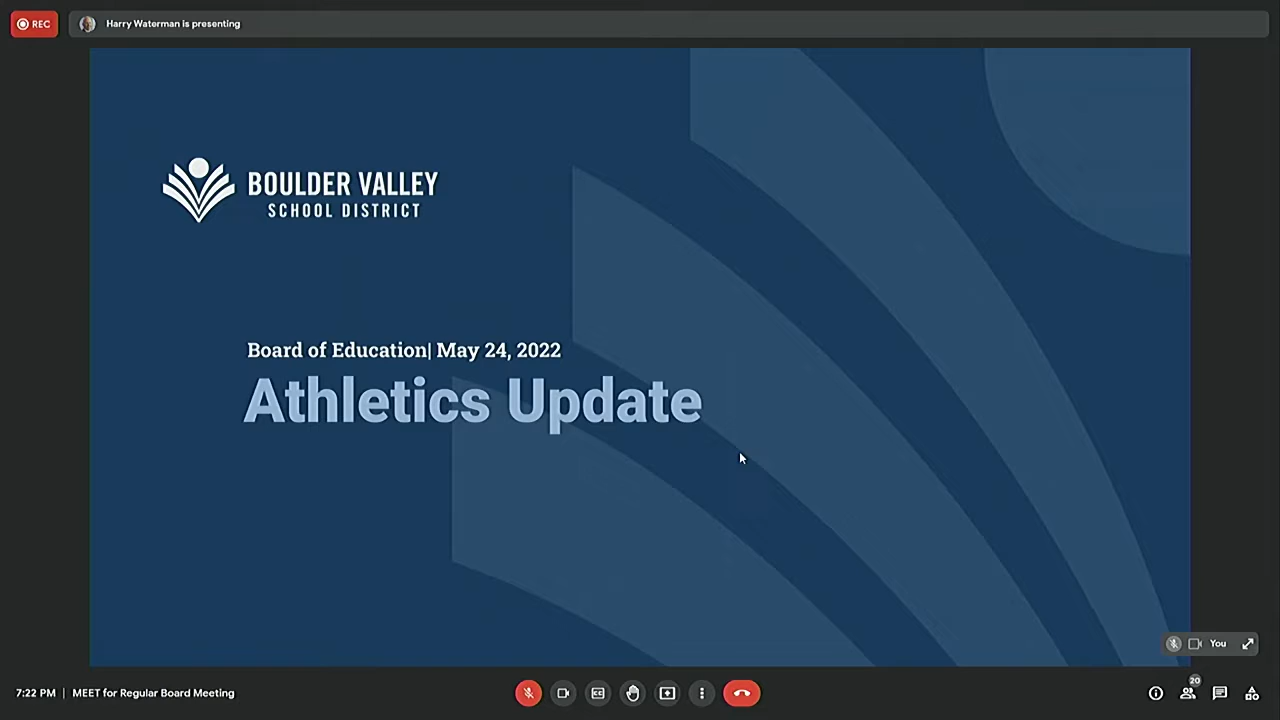 REC
Harry Waterman is presenting
BOULDER VALLEY
SCHOOL DISTRICT
Board of Education| May 24, 2022
Athletics Update
You
20
7:22 PM | MEET for Regular Board Meeting